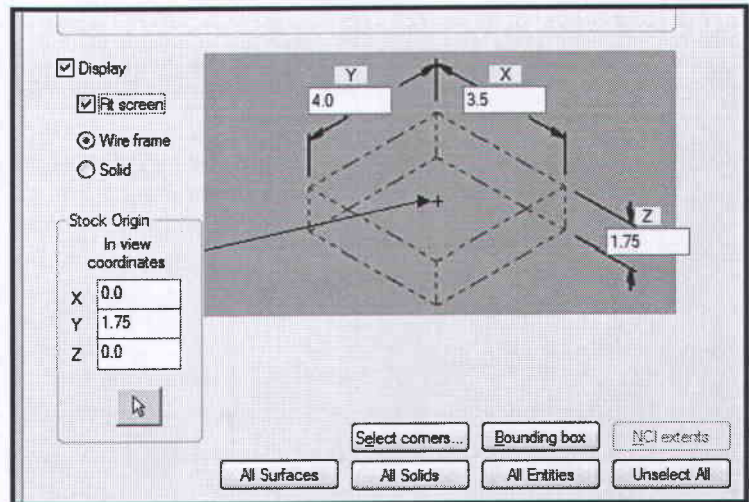 Display
Fit screen
Wire frame
Solid
Y
X
4.0
3.5
Z
1.75
Stock Origin
In view
coordinates
X 0.0
Y 1.75
Z 0.0
Select corners...
Bounding box
NCI extents
All Surfaces
All Solids
All Entities
Unselect All